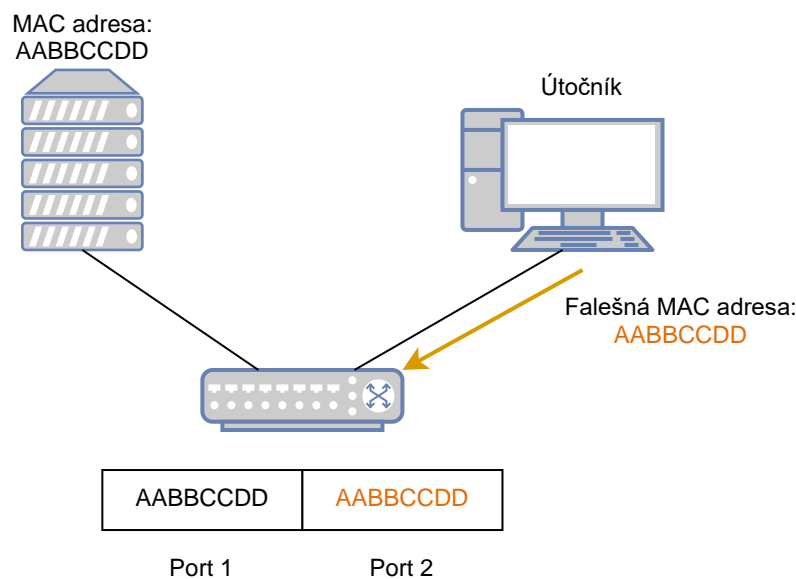 MAC adresa:
AABBCCDD
Útočník
Falešná MAC adresa:
AABBCCDD
AABBCCDD AABBCCDD
Port 1 Port 2